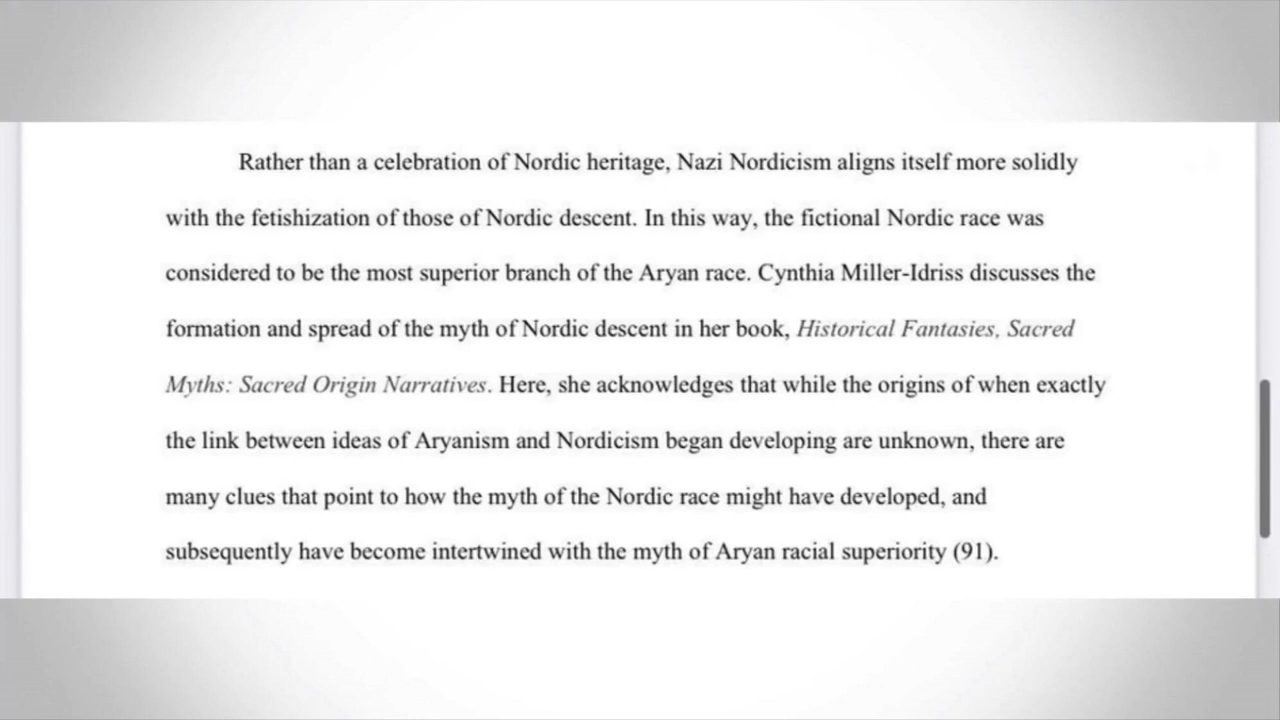 Rather than a celebration of Nordic heritage, Nazi Nordicism aligns itself more solidly
with the fetishization of those of Nordic descent. In this way, the fictional Nordic race was
considered to be the most superior branch of the Aryan race. Cynthia Miller-Idriss discusses the
formation and spread of the myth of Nordic descent in her book, Historical Fantasies, Sacred
Myths: Sacred Origin Narratives. Here, she acknowledges that while the origins of when exactly
the link between ideas of Aryanism and Nordicism began developing are unknown, there are
many clues that point to how the myth of the Nordic race might have developed, and
subsequently have become intertwined with the myth of Aryan racial superiority (91).